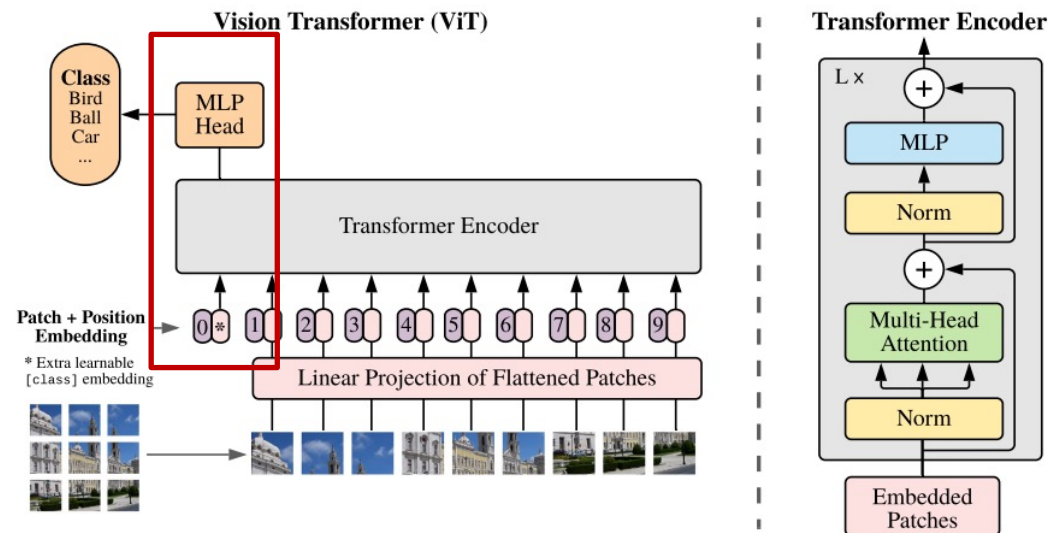 Vision Transformer (ViT)
Class
Bird
Ball
Car
...
MLP
Head
Transformer Encoder
0 * 1 2 3 4 5 6 7 8 9
Patch + Position
Embedding
* Extra learnable
[class] embedding
Linear Projection of Flattened Patches
Transformer Encoder
L ×
+
MLP
Norm
+
Multi-Head
Attention
Norm
Embedded
Patches